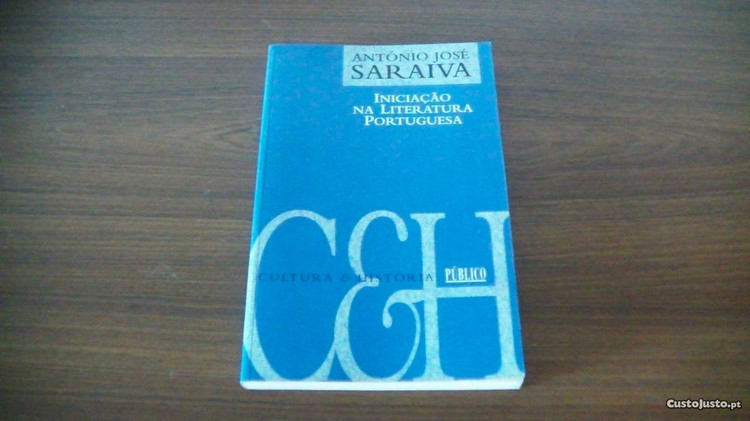 ANTÓNIO JOSÉ
SARAIVA
INICIAÇÃO
NA LITERATURA
PORTUGUESA
C&H
CULTURA & HISTÓRIA
PÚBLICO
CustoJusto.pt